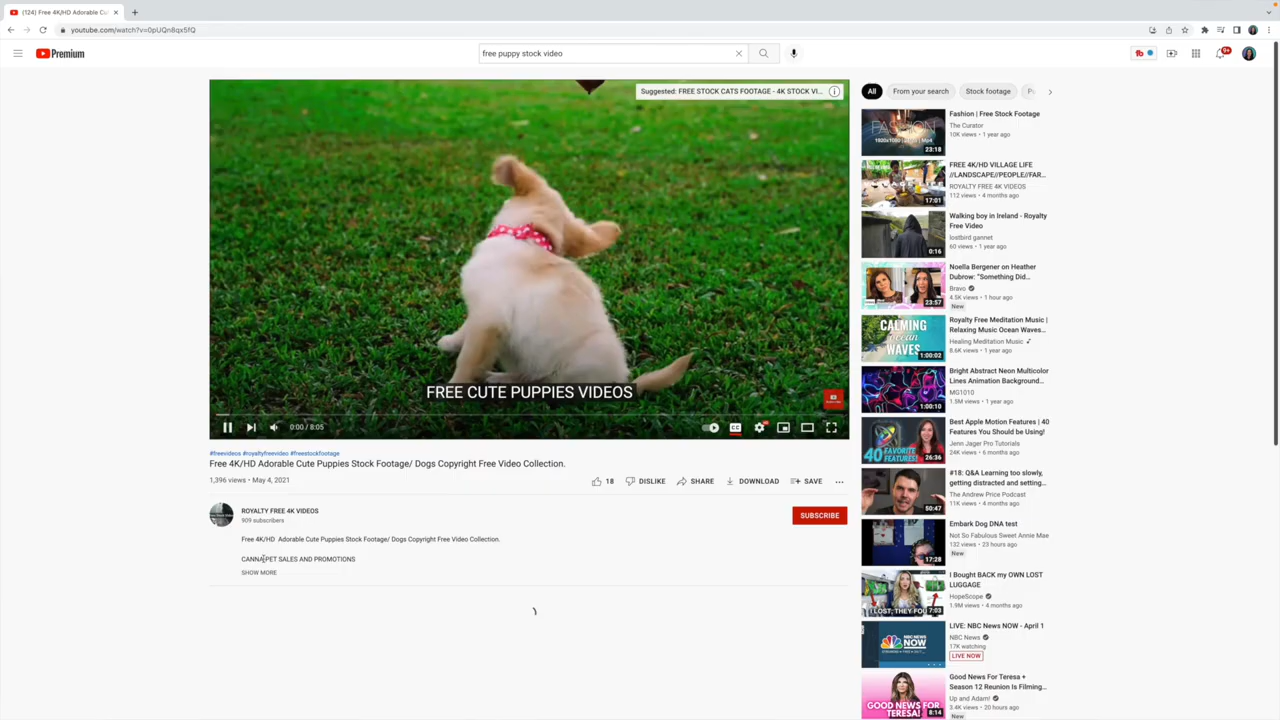 (124) Free 4K/HD Adorable Cu
youtube.com/watch?v=0pUQn8qx5fQ
Premium
free puppy stock video
9+
Suggested: FREE STOCK CATS FOOTAGE - 4K STOCK VI...
FREE CUTE PUPPIES VIDEOS
0:00 / 8:05
#freevideos #royaltyfreevideo #freestockfootage
Free 4K/HD Adorable Cute Puppies Stock Footage/ Dogs Copyright Free Video Collection.
1,396 views • May 4, 2021
18
DISLIKE
SHARE
DOWNLOAD
SAVE
ROYALTY FREE 4K VIDEOS
909 subscribers
SUBSCRIBE
Free 4K/HD Adorable Cute Puppies Stock Footage/ Dogs Copyright Free Video Collection.
CANNAPET SALES AND PROMOTIONS
SHOW MORE
All
From your search
Stock footage
FASHION
23:18
Fashion | Free Stock Footage
The Curator
10K views • 1 year ago
17:01
FREE 4K/HD VILLAGE LIFE
//LANDSCAPE//PEOPLE//FAR...
ROYALTY FREE 4K VIDEOS
112 views • 4 months ago
0:16
Walking boy in Ireland - Royalty
Free Video
lostbird gannet
60 views • 1 year ago
23:57
Noella Bergener on Heather
Dubrow: "Something Did...
Bravo
4.5K views • 1 hour ago
New
CALMING
ocean
WAVES
1:00:02
Royalty Free Meditation Music |
Relaxing Music Ocean Waves...
Healing Meditation Music
8.6K views • 1 year ago
1:00:10
Bright Abstract Neon Multicolor
Lines Animation Background...
MG1010
1.5M views • 1 year ago
40
FAVORITE
FEATURES!
26:36
Best Apple Motion Features | 40
Features You Should be Using!
Jenn Jager Pro Tutorials
24K views • 6 months ago
50:47
#18: Q&A Learning too slowly,
getting distracted and setting...
The Andrew Price Podcast
11K views • 4 months ago
17:28
Embark Dog DNA test
Not So Fabulous Sweet Annie Mae
132 views • 23 hours ago
New
I LOST, THEY FOU
7:03
I Bought BACK my OWN LOST
LUGGAGE
HopeScope
1.9M views • 4 months ago
NBC
NEWS
NOW
LIVE: NBC News NOW - April 1
NBC News
17K watching
LIVE NOW
GOOD NEWS FOR
TERESA!
8:14
Good News For Teresa +
Season 12 Reunion Is Filming...
Up and Adam!
3.4K views • 20 hours ago
New